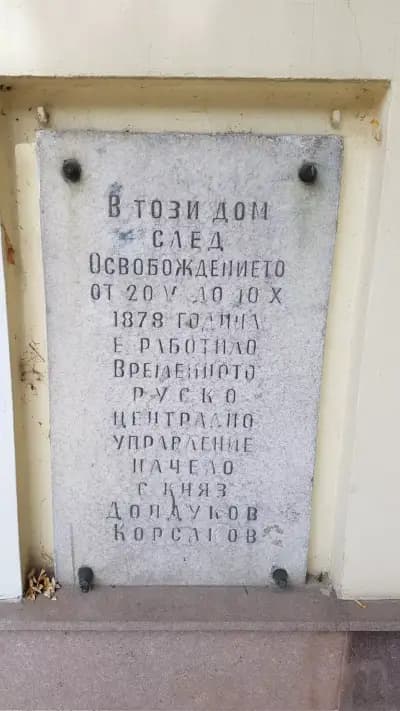 В този дом
след
Освобождението
от 20 V до 10 X
1878 година
е работило
Временното
руско
централно
управление
начело
с княз
Дондуков
Корсаков